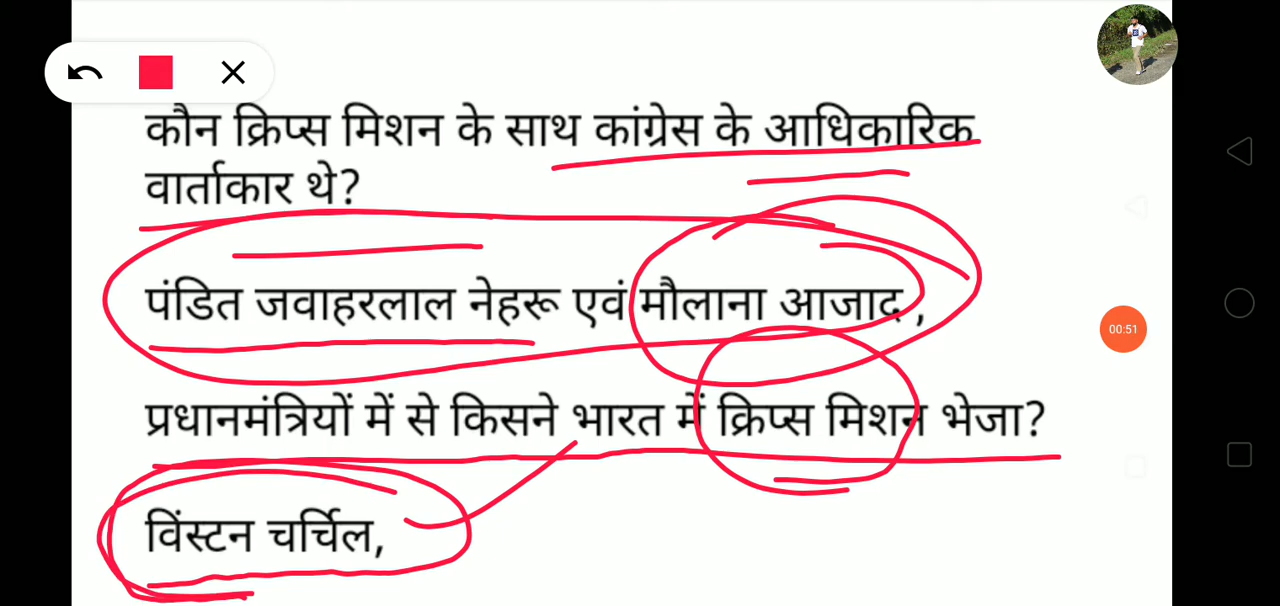 कौन क्रिप्स मिशन के साथ कांग्रेस के आधिकारिक
वार्ताकार थे?
पंडित जवाहरलाल नेहरू एवं मौलाना आजाद ,
00:51
प्रधानमंत्रियों में से किसने भारत में क्रिप्स मिशन भेजा?
विंस्टन चर्चिल,